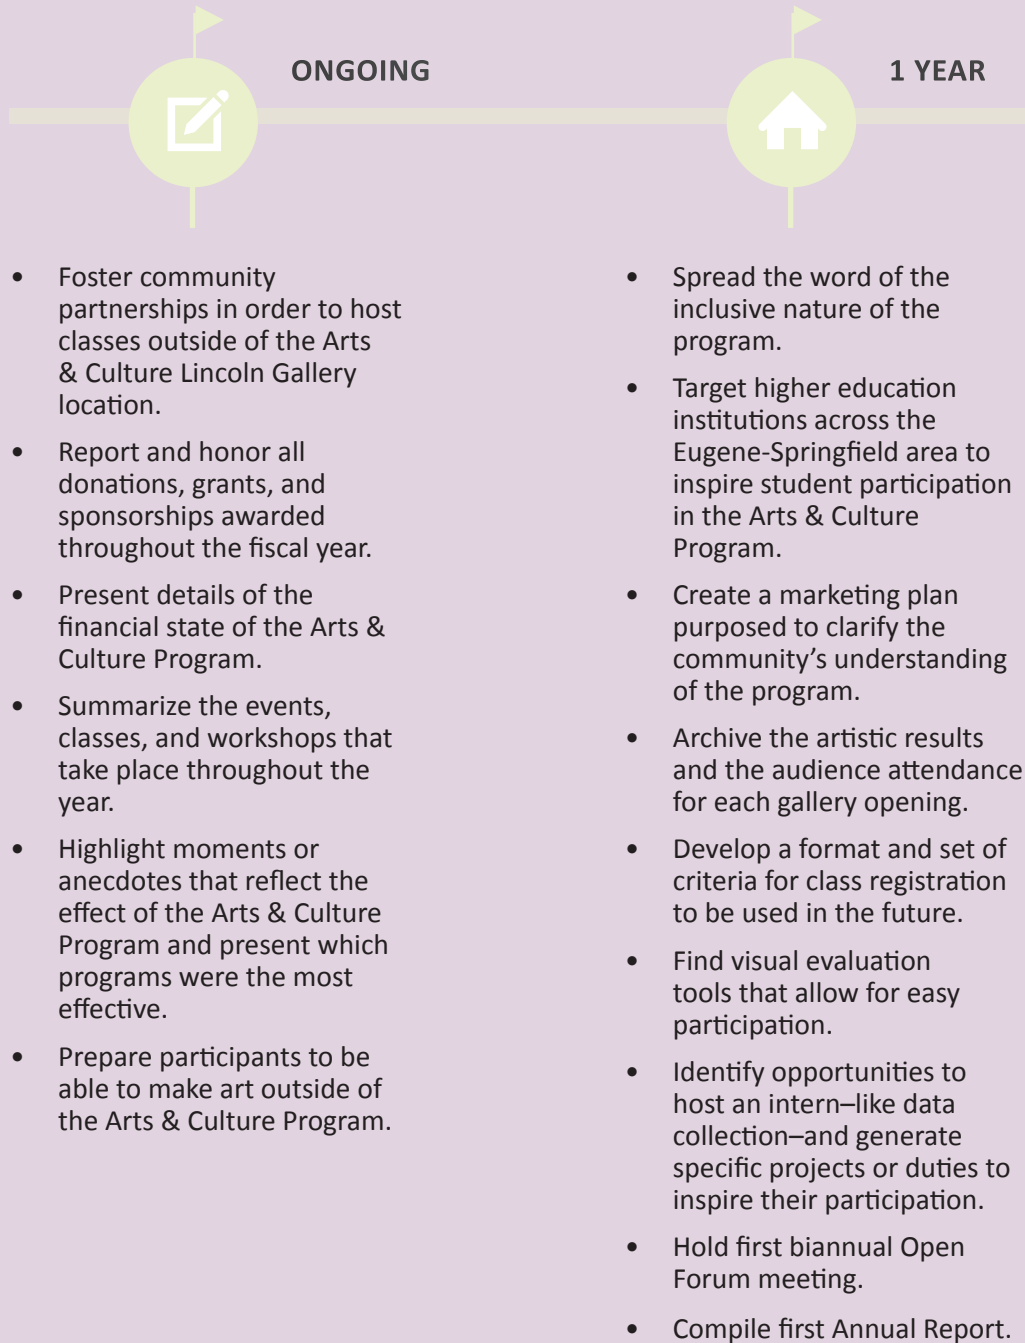 ONGOING
• Foster community
partnerships in order to host
classes outside of the Arts
& Culture Lincoln Gallery
location.
• Report and honor all
donations, grants, and
sponsorships awarded
throughout the fiscal year.
• Present details of the
financial state of the Arts &
Culture Program.
• Summarize the events,
classes, and workshops that
take place throughout the
year.
• Highlight moments or
anecdotes that reflect the
effect of the Arts & Culture
Program and present which
programs were the most
effective.
• Prepare participants to be
able to make art outside of
the Arts & Culture Program.
1 YEAR
• Spread the word of the
inclusive nature of the
program.
• Target higher education
institutions across the
Eugene-Springfield area to
inspire student participation
in the Arts & Culture
Program.
• Create a marketing plan
purposed to clarify the
community’s understanding
of the program.
• Archive the artistic results
and the audience attendance
for each gallery opening.
• Develop a format and set of
criteria for class registration
to be used in the future.
• Find visual evaluation
tools that allow for easy
participation.
• Identify opportunities to
host an intern–like data
collection–and generate
specific projects or duties to
inspire their participation.
• Hold first biannual Open
Forum meeting.
• Compile first Annual Report.